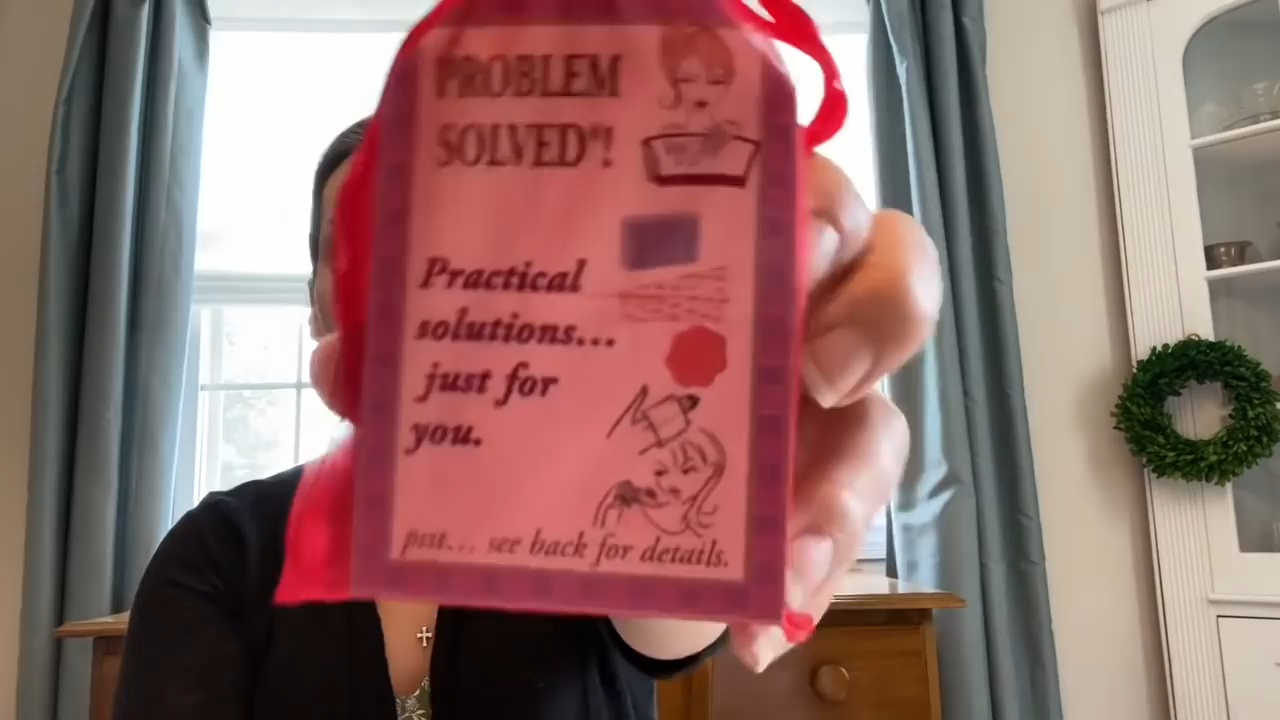 PROBLEM
SOLVED®!
Practical
solutions...
just for
you.
psst... see back for details.